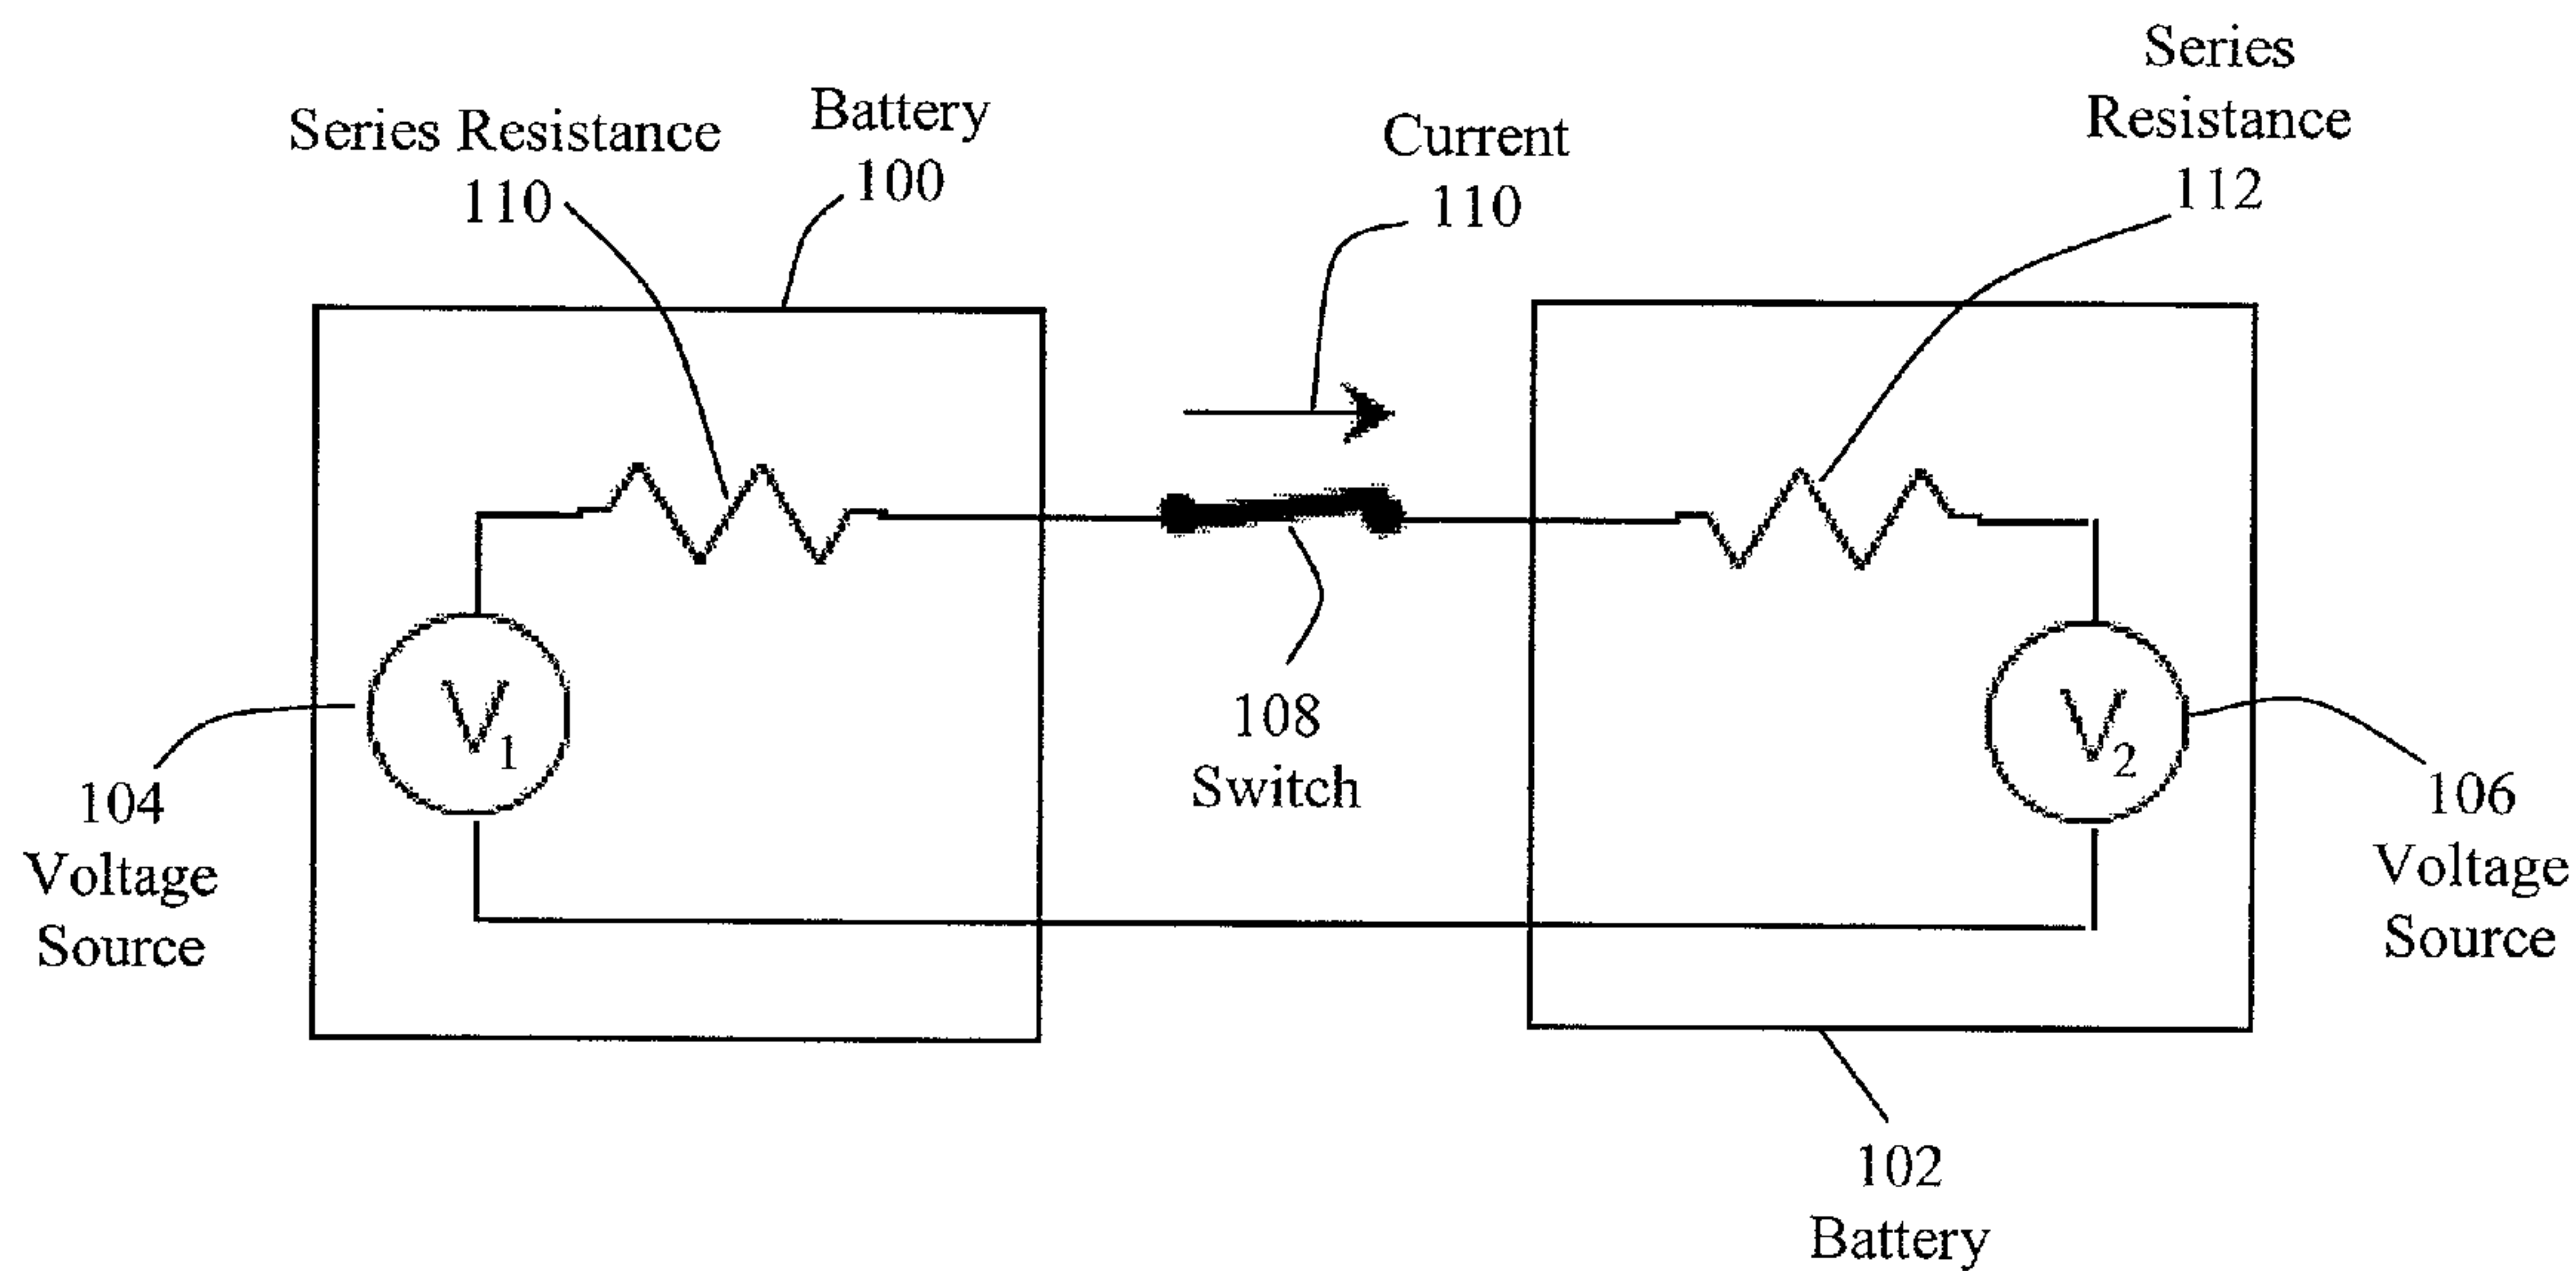 Series Resistance
110
Battery
100
Current
110
Series
Resistance
112
V1
104
Voltage
Source
108
Switch
V2
106
Voltage
Source
102
Battery